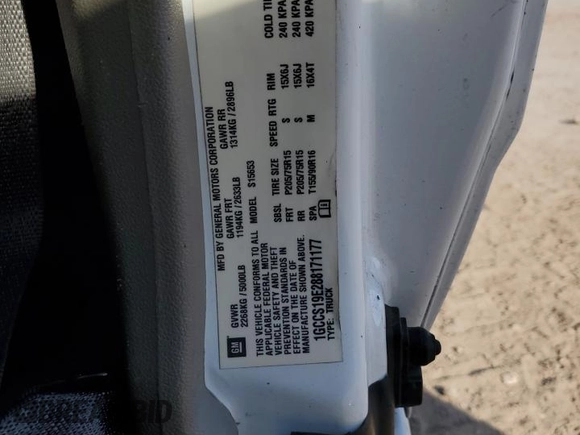 MFD BY GENERAL MOTORS CORPORATION
GVWR GAWR FRT GAWR RR
2268KG / 5000LB 1194KG / 2633LB 1314KG / 2896LB
GM
THIS VEHICLE CONFORMS TO ALL
APPLICABLE FEDERAL MOTOR
VEHICLE SAFETY AND THEFT
PREVENTION STANDARDS IN
EFFECT ON THE DATE OF
MANUFACTURE SHOWN ABOVE.
1GCCS19E288171177
TYPE: TRUCK
MODEL S15653
SBSL TIRE SIZE SPEED RTG RIM COLD TI
FRT P205/75R15 S 15X6J 240 KPA
RR P205/75R15 S 15X6J 240 KPA
SPA T155/90R16 M 16X4T 420 KPA